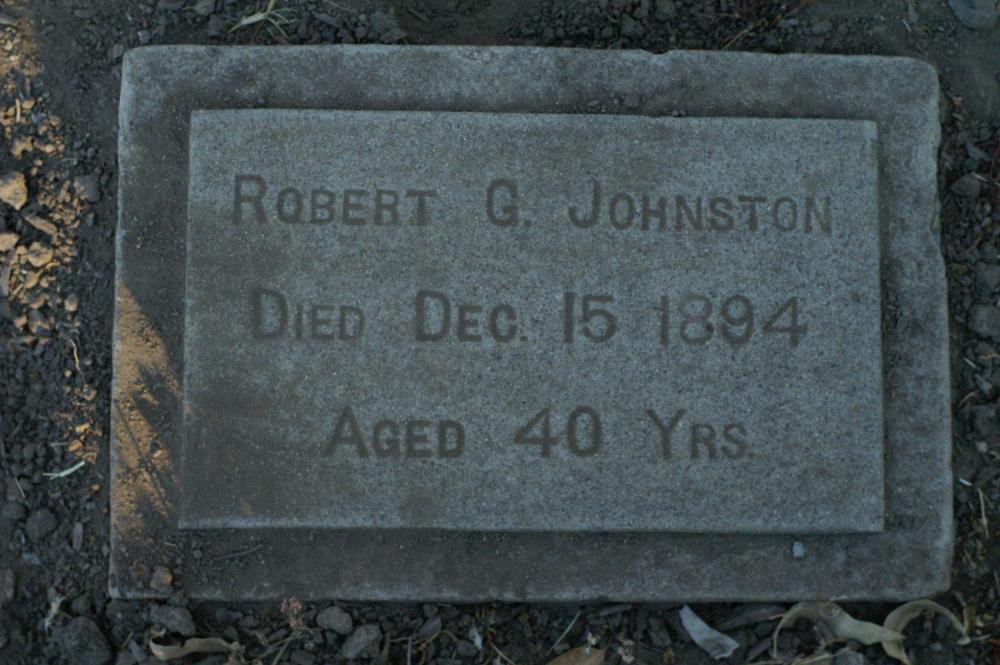 ROBERT G. JOHNSTON
DIED DEC. 15 1894
AGED 40 YRS.